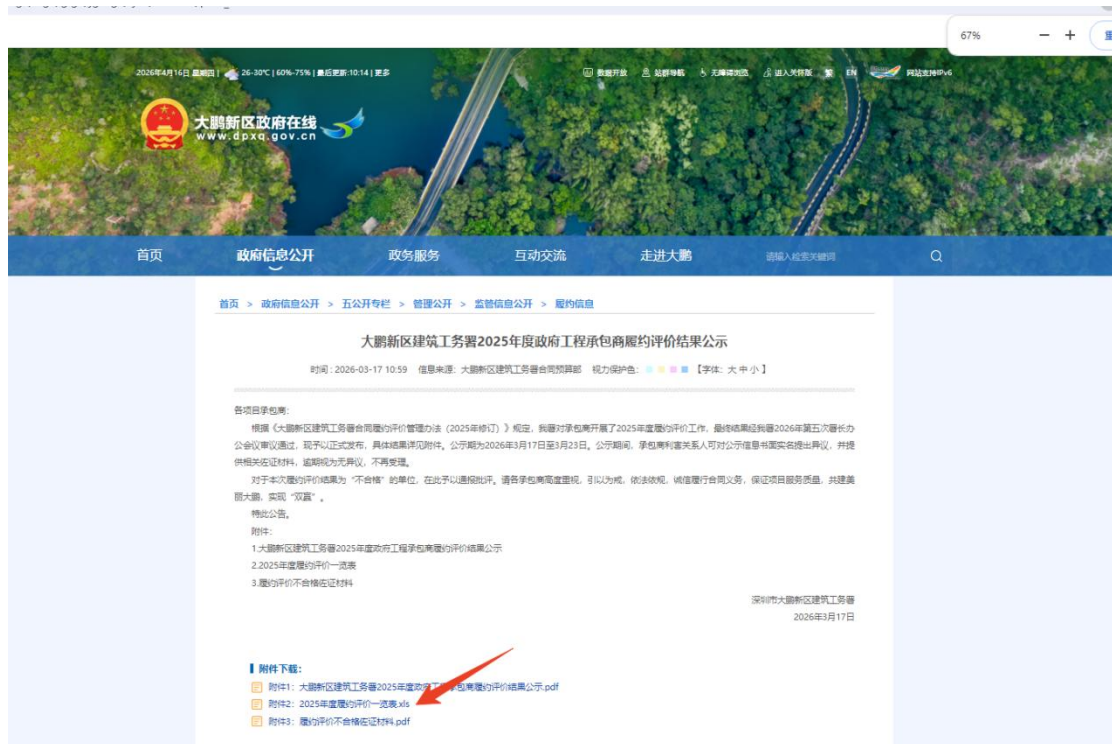 67%
2026年4月16日 星期四 | 26-30℃ | 60%-75% | 最后更新:10:14 | 更多
数据开放 站群导航 无障碍浏览 进入关怀版 繁 EN 网站支持IPv6
大鹏新区政府在线
www.dpxq.gov.cn
首页 政府信息公开 政务服务 互动交流 走进大鹏 请输入检索关键词
首页 > 政府信息公开 > 五公开专栏 > 管理公开 > 监管信息公开 > 履约信息
大鹏新区建筑工务署2025年度政府工程承包商履约评价结果公示
时间 : 2026-03-17 10:59 信息来源: 大鹏新区建筑工务署合同预算部 视力保护色: 【字体: 大 中 小 】
各项目承包商:
根据《大鹏新区建筑工务署合同履约评价管理办法（2025年修订）》规定，我署对承包商开展了2025年度履约评价工作，最终结果经我署2026年第五次署长办
公会议审议通过，现予以正式发布，具体结果详见附件。公示期为2026年3月17日至3月23日。公示期间，承包商利害关系人可对公示信息书面实名提出异议，并提
供相关佐证材料，逾期视为无异议，不再受理。
对于本次履约评价结果为“不合格”的单位，在此予以通报批评。请各承包商高度重视，引以为戒，依法依规、诚信履行合同义务，保证项目服务质量，共建美
丽大鹏，实现“双赢”。
特此公告。
附件:
1.大鹏新区建筑工务署2025年度政府工程承包商履约评价结果公示
2.2025年度履约评价一览表
3.履约评价不合格佐证材料
深圳市大鹏新区建筑工务署
2026年3月17日
附件下载:
附件1: 大鹏新区建筑工务署2025年度政府工程承包商履约评价结果公示.pdf
附件2: 2025年度履约评价一览表.xls
附件3: 履约评价不合格佐证材料.pdf